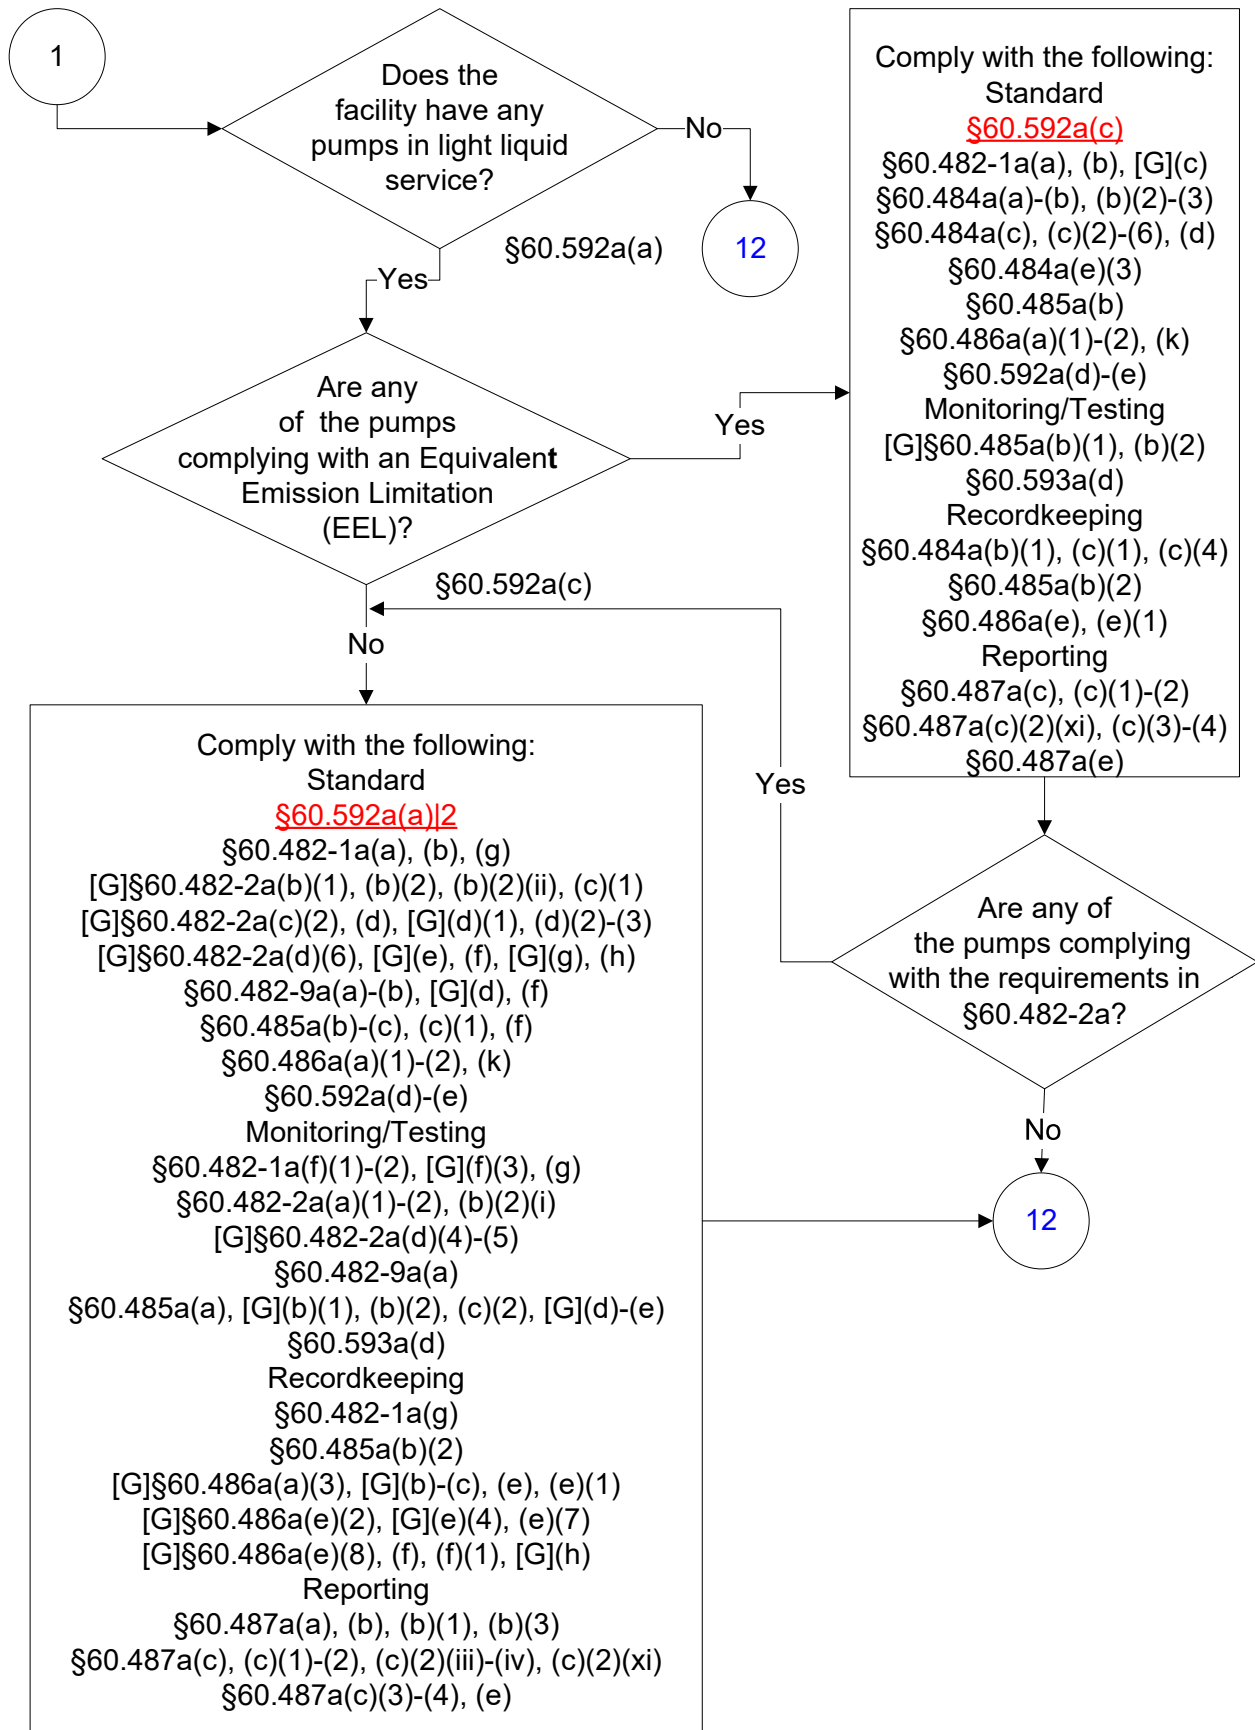 1
Does the
facility have any
pumps in light liquid
service?
No
12
§60.592a(a)
Yes
Are any
of the pumps
complying with an Equivalent
Emission Limitation
(EEL)?
Yes
§60.592a(c)
No
Comply with the following:
Standard
§60.592a(c)
§60.482-1a(a), (b), [G](c)
§60.484a(a)-(b), (b)(2)-(3)
§60.484a(c), (c)(2)-(6), (d)
§60.484a(e)(3)
§60.485a(b)
§60.486a(a)(1)-(2), (k)
§60.592a(d)-(e)
Monitoring/Testing
[G]§60.485a(b)(1), (b)(2)
§60.593a(d)
Recordkeeping
§60.484a(b)(1), (c)(1), (c)(4)
§60.485a(b)(2)
§60.486a(e), (e)(1)
Reporting
§60.487a(c), (c)(1)-(2)
§60.487a(c)(2)(xi), (c)(3)-(4)
§60.487a(e)
Are any of
the pumps complying
with the requirements in
§60.482-2a?
Yes
No
12
Comply with the following:
Standard
§60.592a(a)|2
§60.482-1a(a), (b), (g)
[G]§60.482-2a(b)(1), (b)(2), (b)(2)(ii), (c)(1)
[G]§60.482-2a(c)(2), (d), [G](d)(1), (d)(2)-(3)
[G]§60.482-2a(d)(6), [G](e), (f), [G](g), (h)
§60.482-9a(a)-(b), [G](d), (f)
§60.485a(b)-(c), (c)(1), (f)
§60.486a(a)(1)-(2), (k)
§60.592a(d)-(e)
Monitoring/Testing
§60.482-1a(f)(1)-(2), [G](f)(3), (g)
§60.482-2a(a)(1)-(2), (b)(2)(i)
[G]§60.482-2a(d)(4)-(5)
§60.482-9a(a)
§60.485a(a), [G](b)(1), (b)(2), (c)(2), [G](d)-(e)
§60.593a(d)
Recordkeeping
§60.482-1a(g)
§60.485a(b)(2)
[G]§60.486a(a)(3), [G](b)-(c), (e), (e)(1)
[G]§60.486a(e)(2), [G](e)(4), (e)(7)
[G]§60.486a(e)(8), (f), (f)(1), [G](h)
Reporting
§60.487a(a), (b), (b)(1), (b)(3)
§60.487a(c), (c)(1)-(2), (c)(2)(iii)-(iv), (c)(2)(xi)
§60.487a(c)(3)-(4), (e)